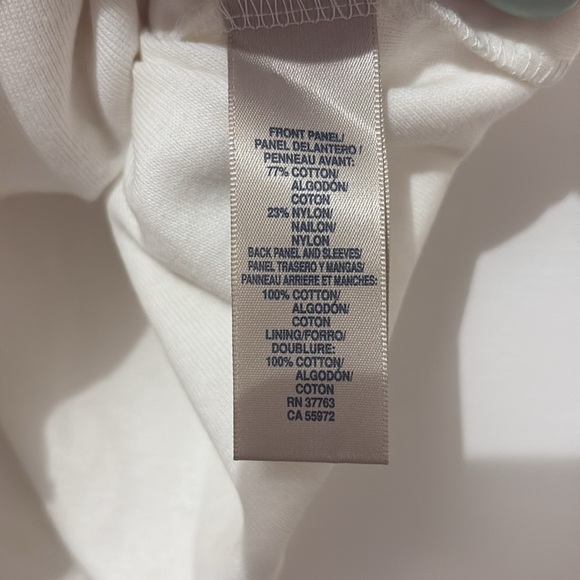 FRONT PANEL/
PANEL DELANTERO /
PENNEAU AVANT:
77% COTTON/
ALGODÓN/
COTON
23% NYLON/
NAILON/
NYLON
BACK PANEL AND SLEEVES/
PANEL TRASERO Y MANGAS/
PANNEAU ARRIERE ET MANCHES:
100% COTTON/
ALGODÓN/
COTON
LINING/FORRO/
DOUBLURE:
100% COTTON/
ALGODÓN/
COTON
RN 37763
CA 55972